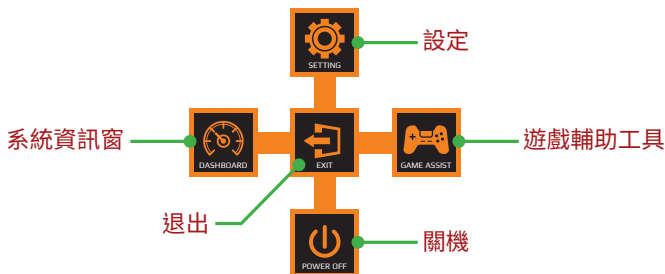 設定
SETTING
系統資訊窗
DASHBOARD
EXIT
GAME ASSIST
遊戲輔助工具
退出
POWER OFF
關機